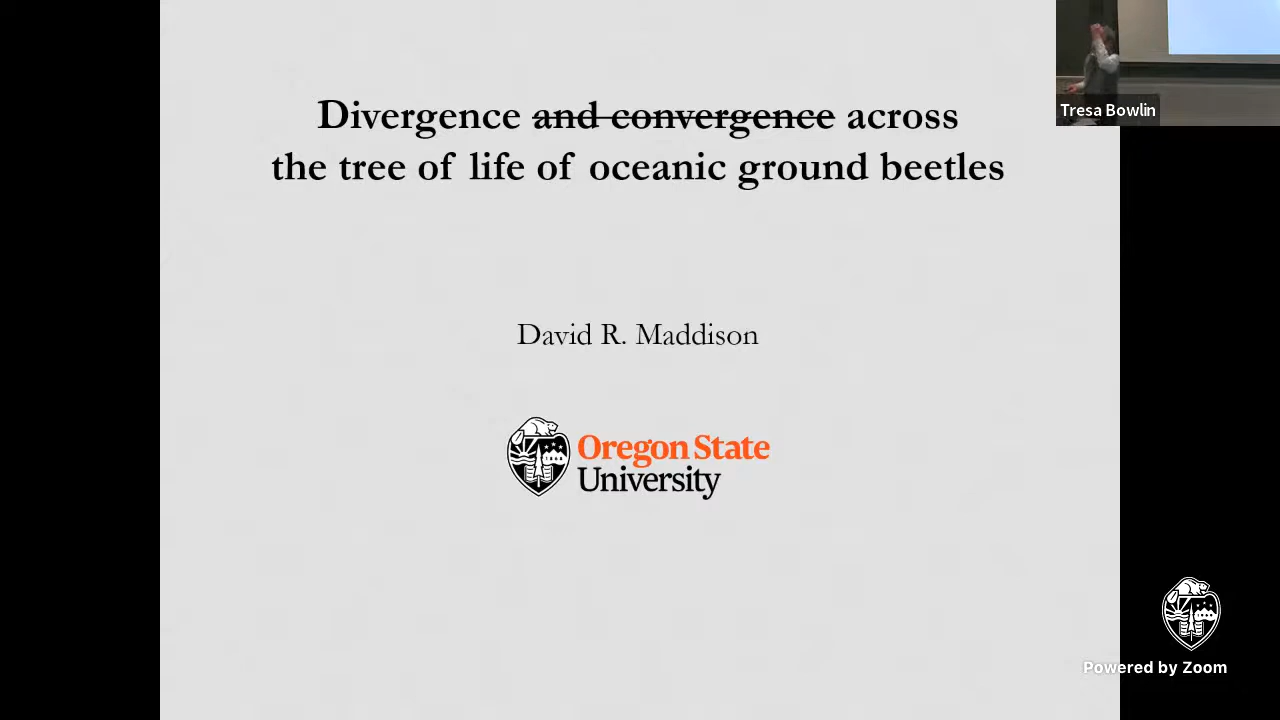 Divergence and convergence across
the tree of life of oceanic ground beetles
David R. Maddison
Oregon State
University
Tresa Bowlin
Powered by Zoom